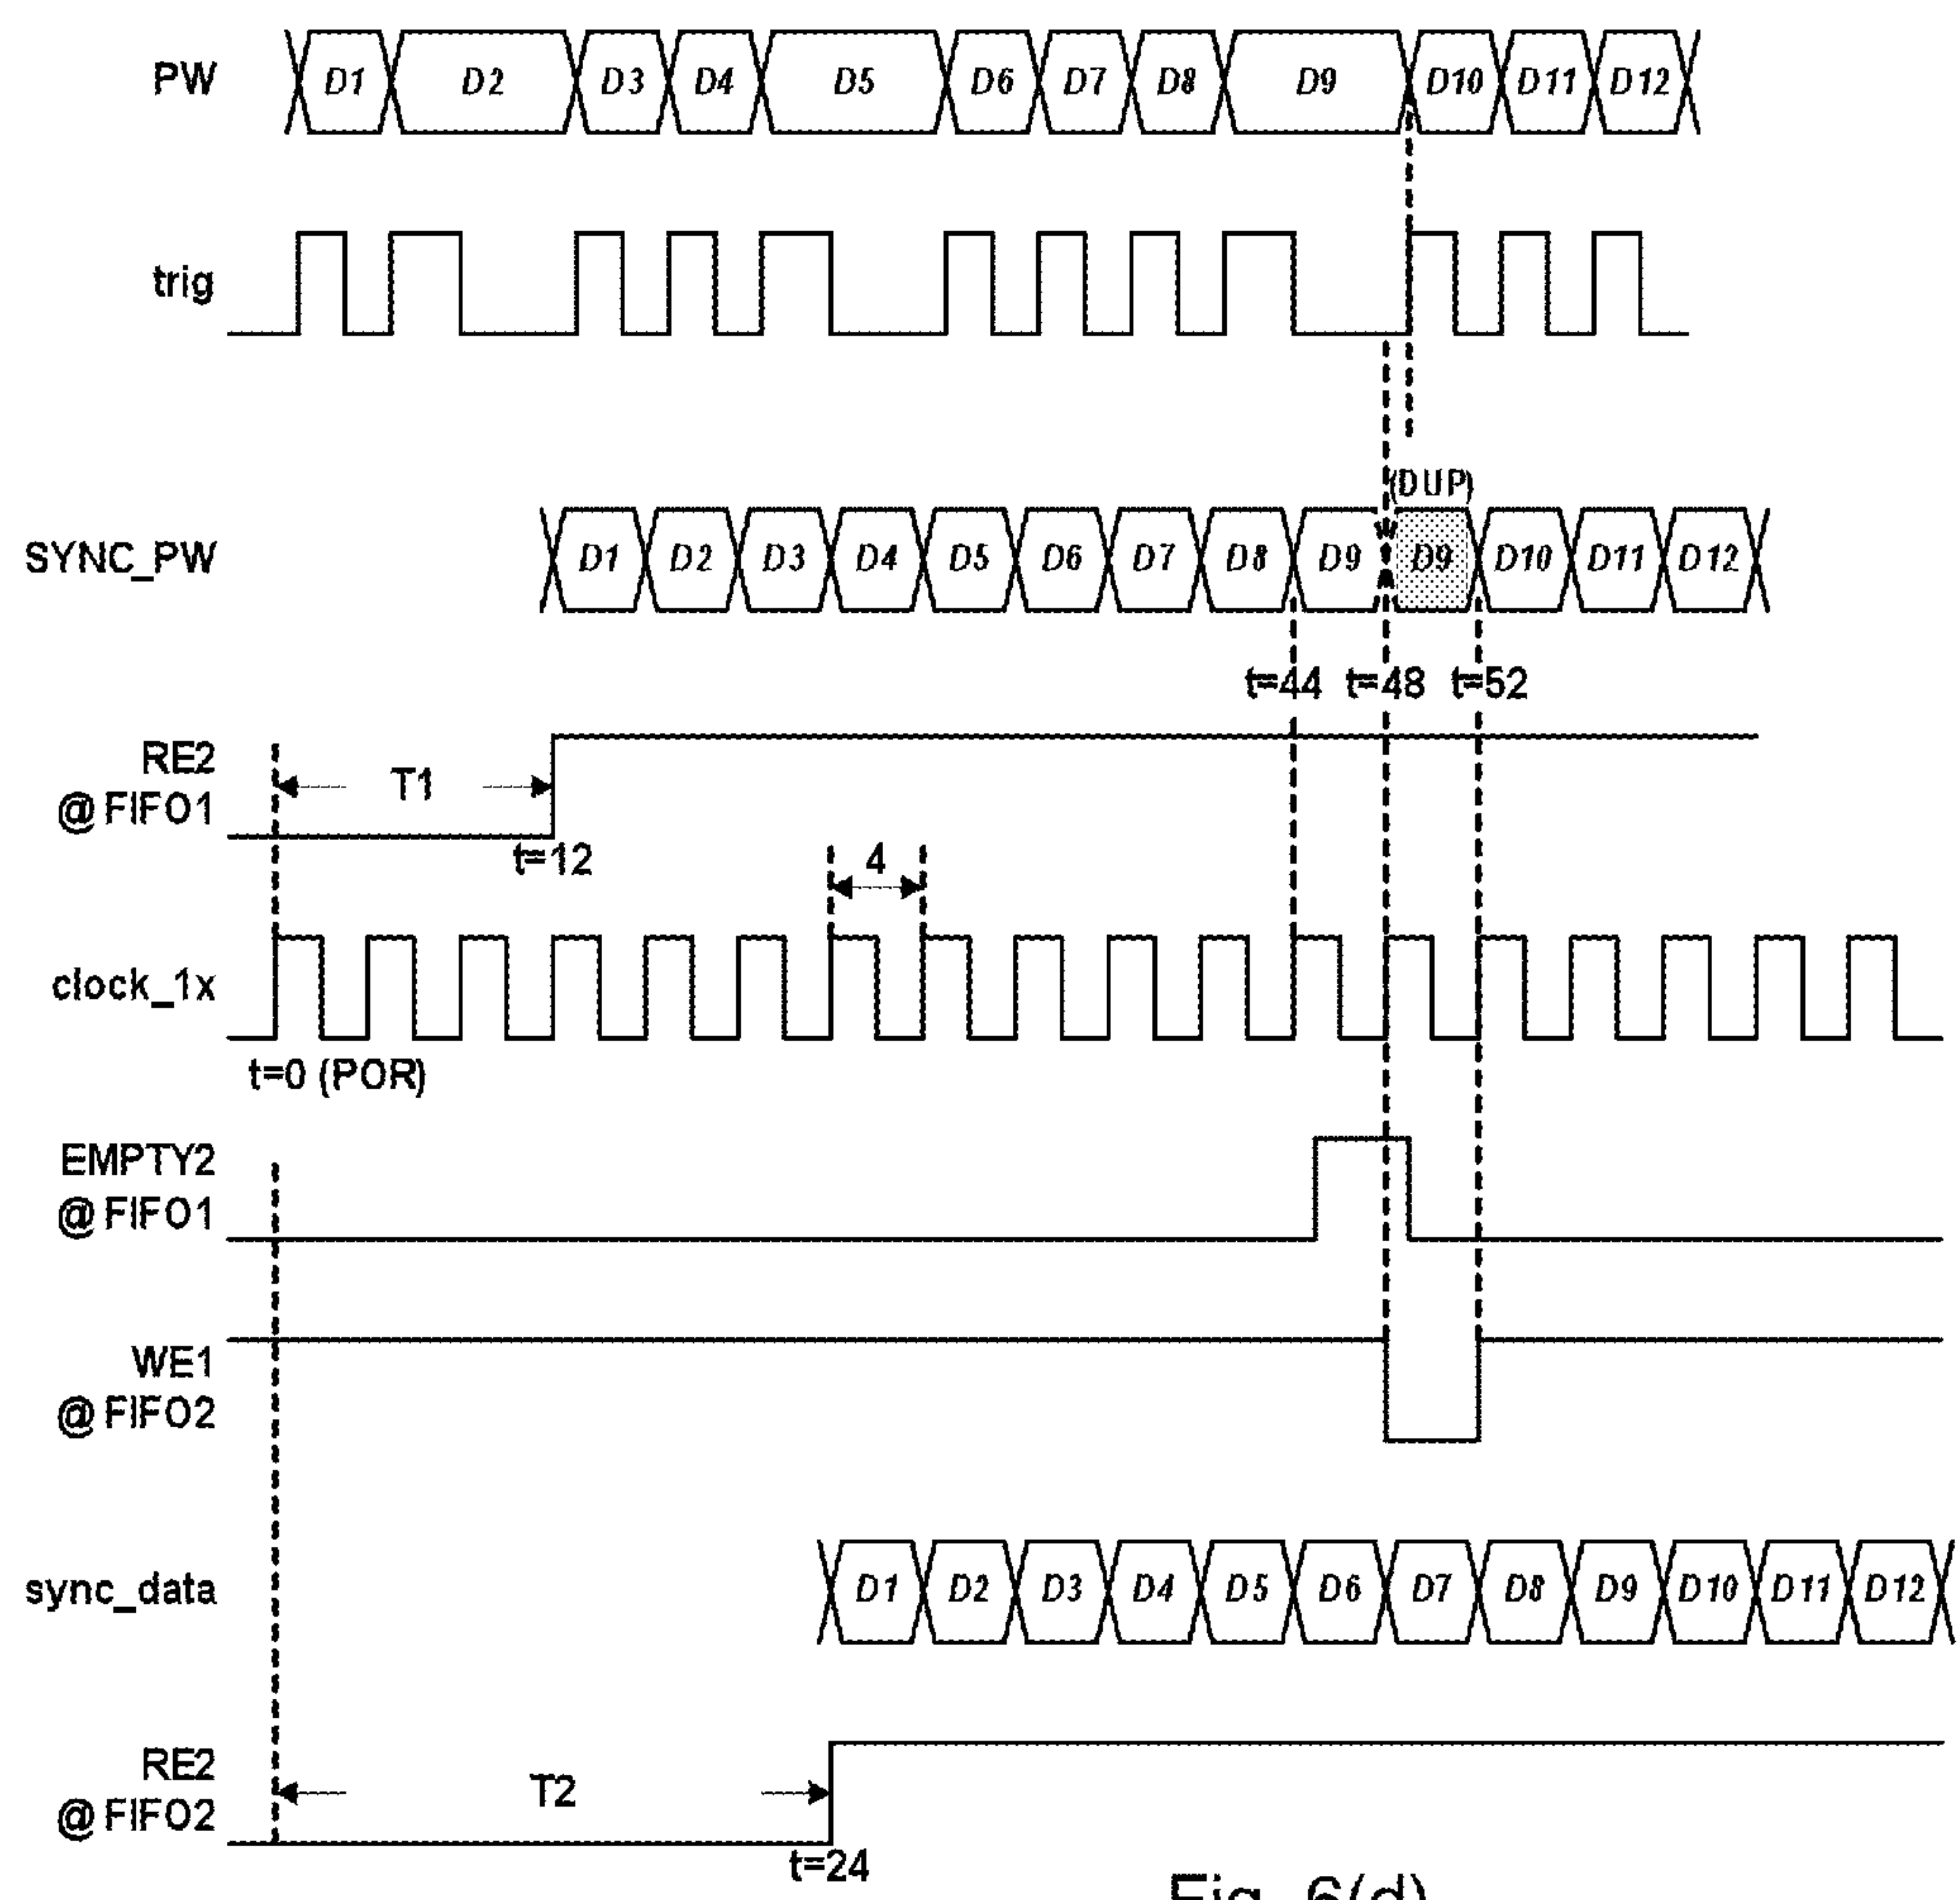 PW D1 D2 D3 D4 D5 D6 D7 D8 D9 D10 D11 D12
trig
(DUP)
SYNC_PW D1 D2 D3 D4 D5 D6 D7 D8 D9 D9 D10 D11 D12
t=44 t=48 t=52
RE2
@FIFO1
T1
t=12
4
clock_1x
t=0 (POR)
EMPTY2
@FIFO1
WE1
@FIFO2
sync_data D1 D2 D3 D4 D5 D6 D7 D8 D9 D10 D11 D12
RE2
@FIFO2
T2
t=24
Fig. 6(d)